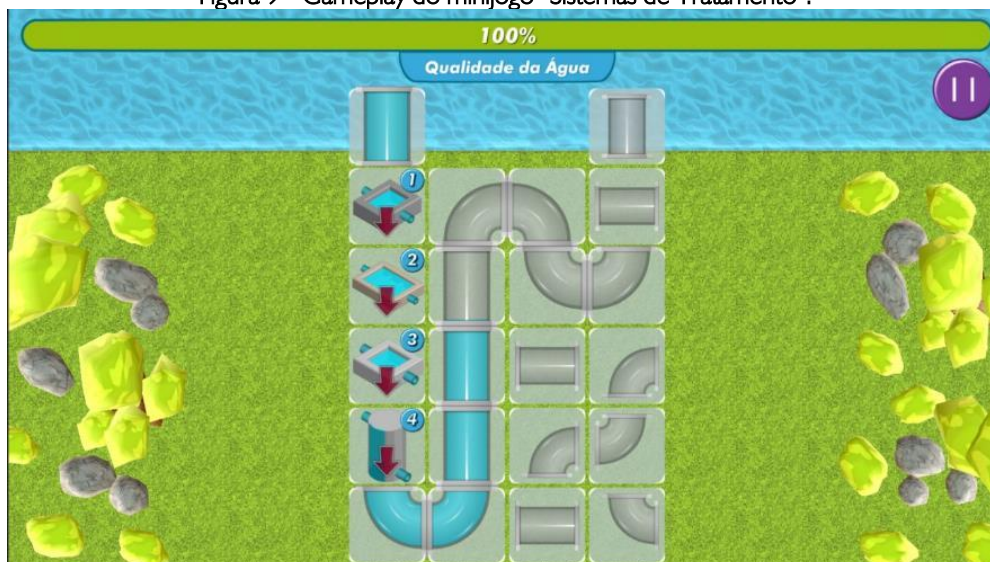 Figura 9 - Gameplay do minijogo "Sistemas de Tratamento".
100%
Qualidade da Água
1
2
3
4